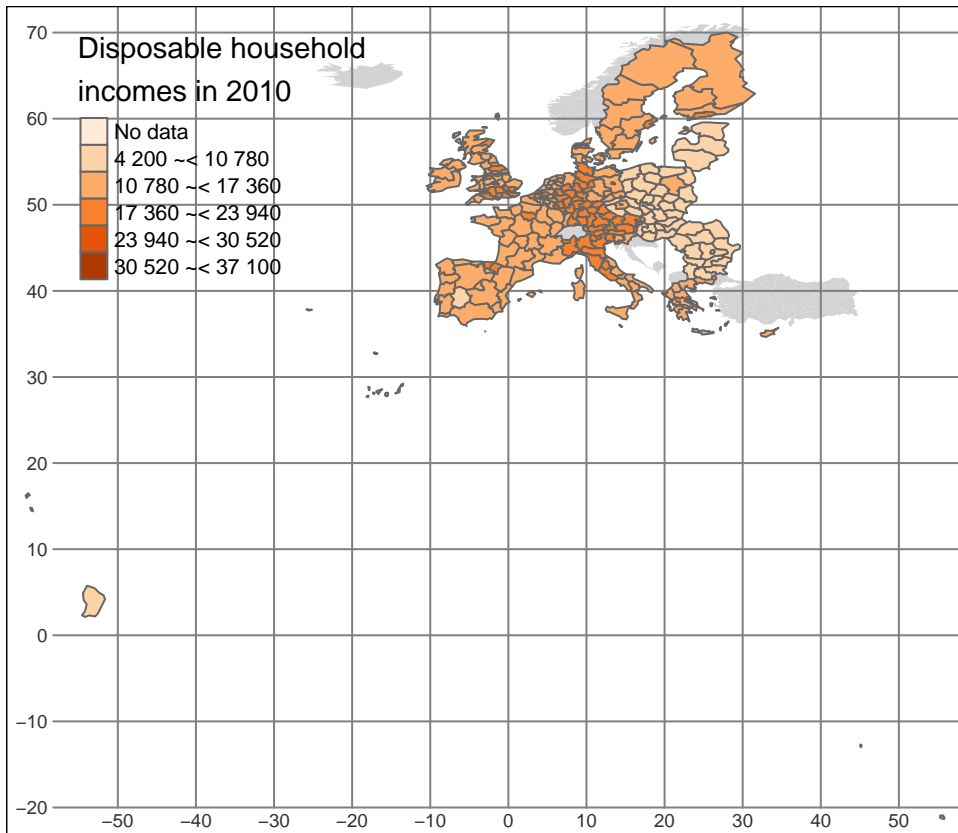 Disposable household
incomes in 2010
No data
4 200 ~< 10 780
10 780 ~< 17 360
17 360 ~< 23 940
23 940 ~< 30 520
30 520 ~< 37 100
70
60
50
40
30
20
10
0
−10
−20
−50 −40 −30 −20 −10 0 10 20 30 40 50